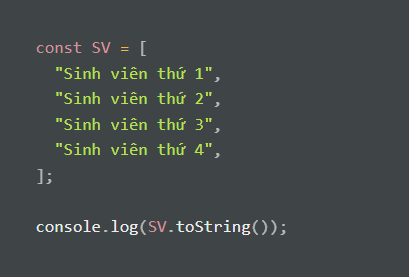 const SV = [
  "Sinh viên thứ 1",
  "Sinh viên thứ 2",
  "Sinh viên thứ 3",
  "Sinh viên thứ 4",
];

console.log(SV.toString());